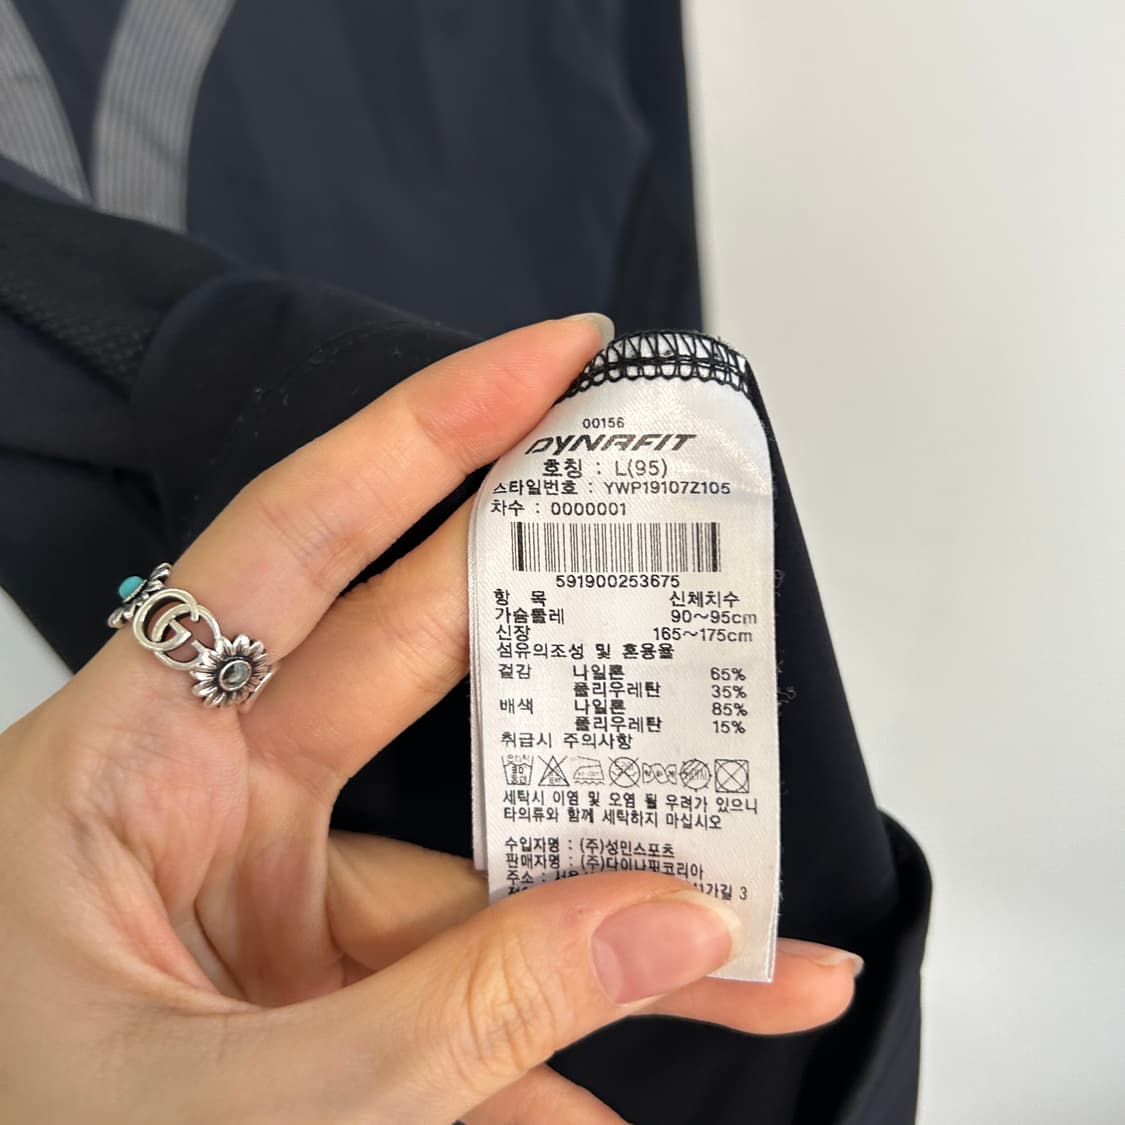 00156
DYNAFIT
호칭 : L(95)
스타일번호 : YWP19107Z105
차수 : 0000001
591900253675
항 목 신체치수
가슴둘레 90~95cm
신장 165~175cm
섬유의조성 및 혼용율
겉감 나일론 65%
폴리우레탄 35%
배색 나일론 85%
폴리우레탄 15%
취급시 주의사항
세탁시 이염 및 오염 될 우려가 있으니
타의류와 함께 세탁하지 마십시오
수입자명 : (주)성민스포츠
판매자명 : (주)다이나핏코리아
주소 :
가길 3